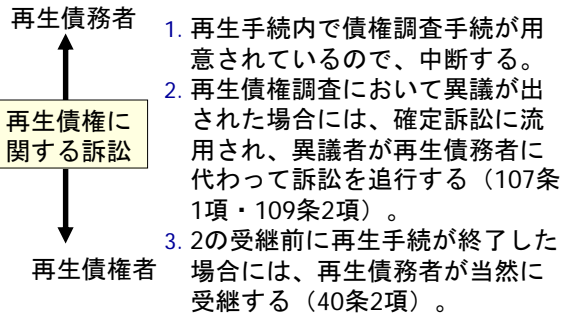 再生債務者
再生債権に
関する訴訟
再生債権者
1. 再生手続内で債権調査手続が用
意されているので、中断する。
2. 再生債権調査において異議が出
された場合には、確定訴訟に流
用され、異議者が再生債務者に
代わって訴訟を追行する（107条
1項・109条2項）。
3. 2の受継前に再生手続が終了した
場合には、再生債務者が当然に
受継する（40条2項）。